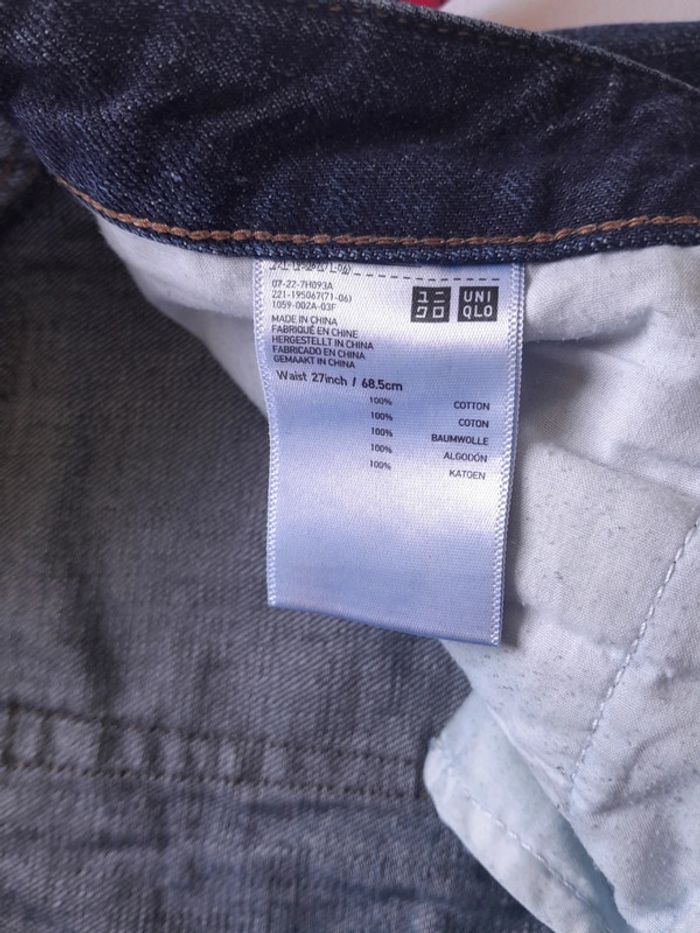 07-22-7H093A
221-195067(71-06)
1059-002A-03F
ユニ
クロ
UNI
QLO
MADE IN CHINA
FABRIQUÉ EN CHINE
HERGESTELLT IN CHINA
FABRICADO EN CHINA
GEMAAKT IN CHINA
Waist 27inch / 68.5cm
100% COTTON
100% COTON
100% BAUMWOLLE
100% ALGODÓN
100% KATOEN